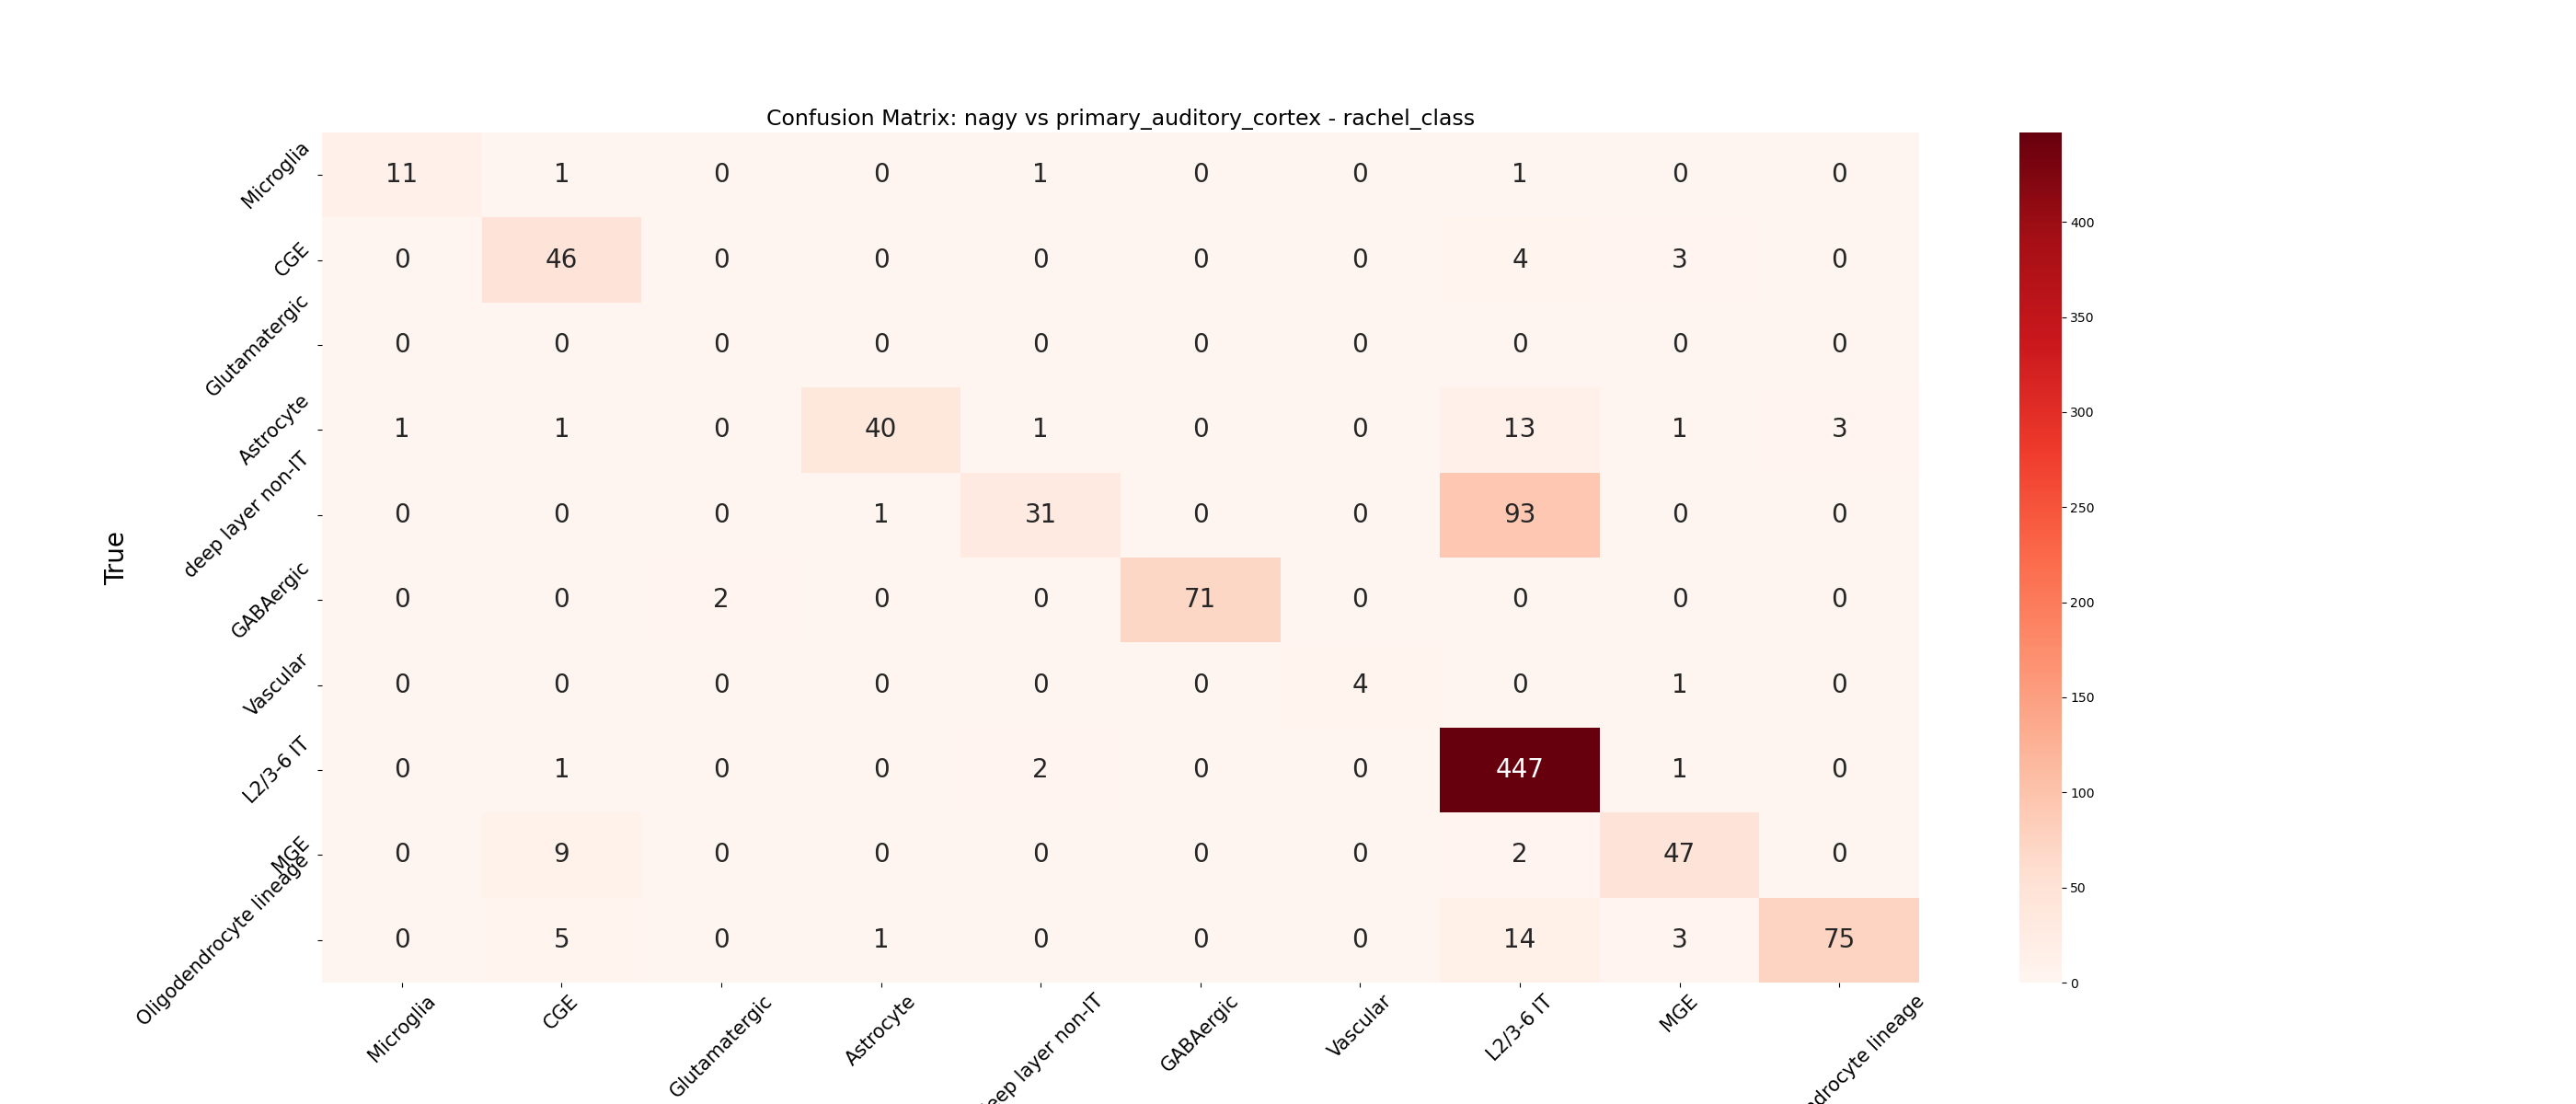 Confusion Matrix: nagy vs primary_auditory_cortex - rachel_class
True
Microglia 11 1 0 0 1 0 0 1 0 0
CGE 0 46 0 0 0 0 0 4 3 0
Glutamatergic 0 0 0 0 0 0 0 0 0 0
Astrocyte 1 1 0 40 1 0 0 13 1 3
deep layer non-IT 0 0 0 1 31 0 0 93 0 0
GABAergic 0 0 2 0 0 71 0 0 0 0
Vascular 0 0 0 0 0 0 4 0 1 0
L2/3-6 IT 0 1 0 0 2 0 0 447 1 0
MGE 0 9 0 0 0 0 0 2 47 0
Oligodendrocyte lineage 0 5 0 1 0 0 0 14 3 75
Microglia
CGE
Glutamatergic
Astrocyte
eep layer non-IT
GABAergic
Vascular
L2/3-6 IT
MGE
drocyte lineage
400
350
300
250
200
150
100
50
0